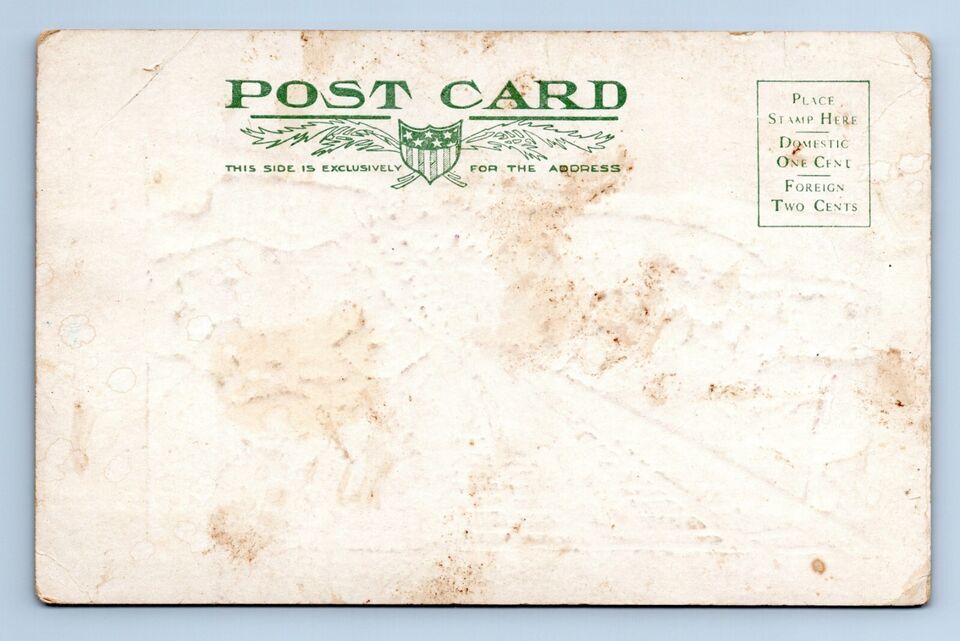 POST CARD
THIS SIDE IS EXCLUSIVELY FOR THE ADDRESS
PLACE
STAMP HERE
DOMESTIC
ONE CENT
FOREIGN
TWO CENTS